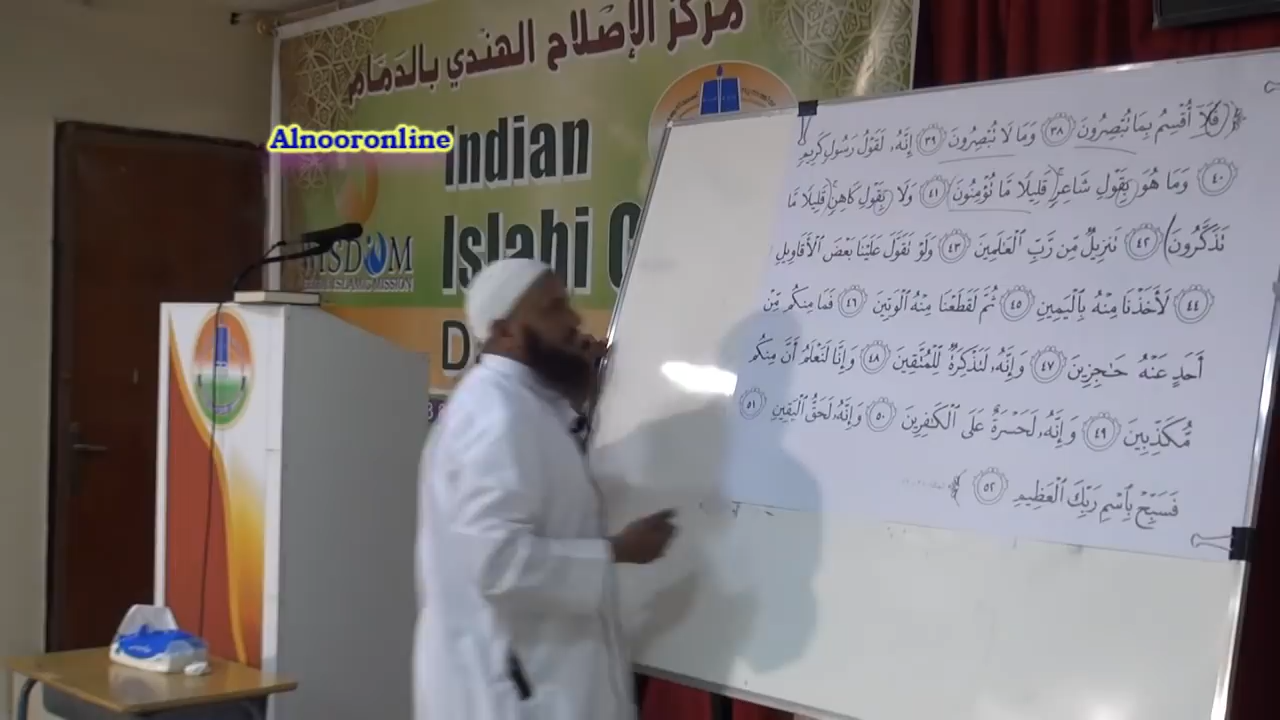 مركز الإصلاح الهندي بالدمام
Alnooronline
Indian
Islahi C
D
WISDOM
﴿ فَلَآ أُقْسِمُ بِمَا تُبْصِرُونَ ٣٨ وَمَا لَا تُبْصِرُونَ ٣٩ إِنَّهُۥ لَقَوْلُ رَسُولٍ كَرِيمٍ
٤٠ وَمَا هُوَ بِقَوْلِ شَاعِرٍ قَلِيلًا مَّا تُؤْمِنُونَ ٤١ وَلَا بِقَوْلِ كَاهِنٍ قَلِيلًا مَّا
تَذَكَّرُونَ ٤٢ تَنزِيلٌ مِّن رَّبِّ ٱلْعَـٰلَمِينَ ٤٣ وَلَوْ تَقَوَّلَ عَلَيْنَا بَعْضَ ٱلْأَقَاوِيلِ
٤٤ لَأَخَذْنَا مِنْهُ بِٱلْيَمِينِ ٤٥ ثُمَّ لَقَطَعْنَا مِنْهُ ٱلْوَتِينَ ٤٦ فَمَا مِنكُم مِّنْ
أَحَدٍ عَنْهُ حَـٰجِزِينَ ٤٧ وَإِنَّهُۥ لَتَذْكِرَةٌ لِّلْمُتَّقِينَ ٤٨ وَإِنَّا لَنَعْلَمُ أَنَّ مِنكُم
مُّكَذِّبِينَ ٤٩ وَإِنَّهُۥ لَحَسْرَةٌ عَلَى ٱلْكَـٰفِرِينَ ٥٠ وَإِنَّهُۥ لَحَقُّ ٱلْيَقِينِ ٥١
فَسَبِّحْ بِٱسْمِ رَبِّكَ ٱلْعَظِيمِ ٥٢ ﴾